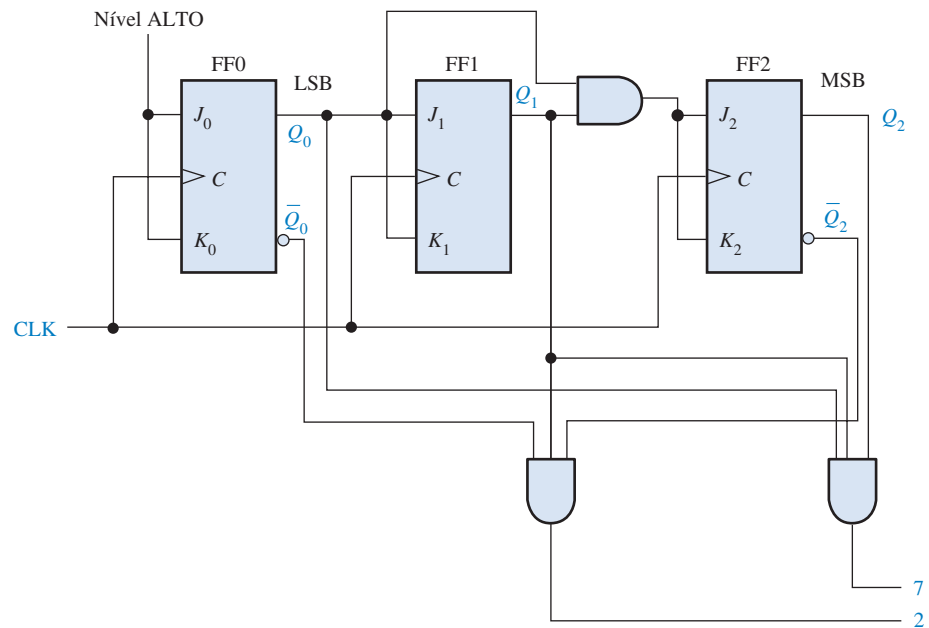 Nível ALTO
FF0
LSB
FF1
FF2
MSB
J₀
Q₀
J₁
Q₁
J₂
Q₂
C
C
C
K₀
Q̅₀
K₁
K₂
Q̅₂
CLK
7
2